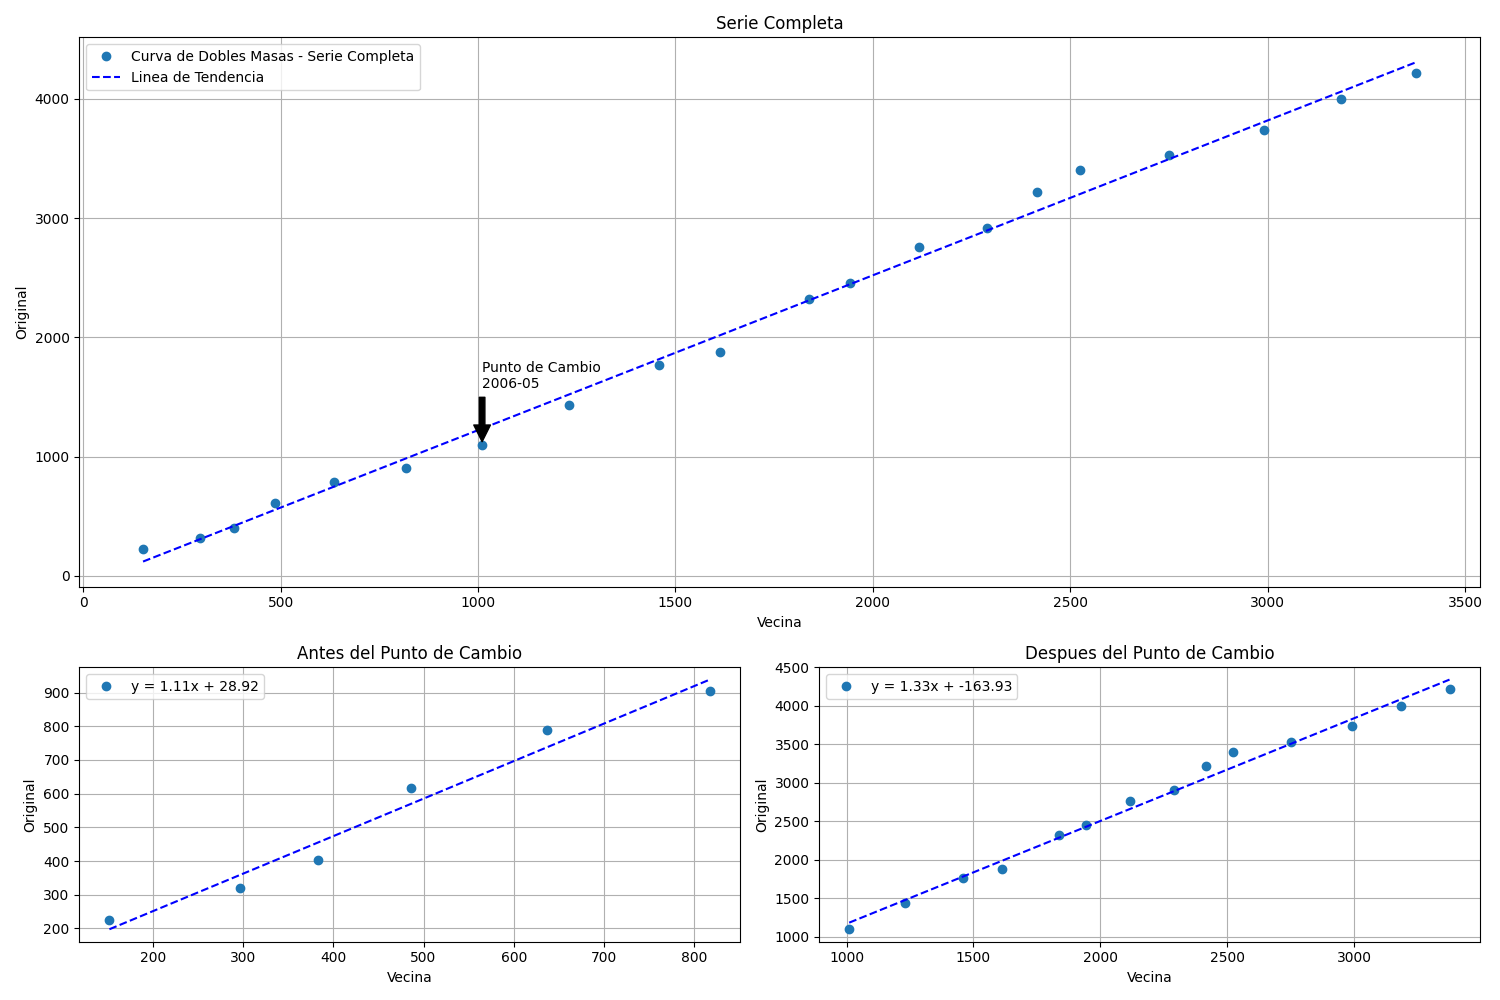 Serie Completa
Curva de Dobles Masas - Serie Completa
Linea de Tendencia
Original
4000
3000
2000
1000
0
Punto de Cambio
2006-05
0 500 1000 1500 2000 2500 3000 3500
Vecina
Antes del Punto de Cambio
y = 1.11x + 28.92
Original
900
800
700
600
500
400
300
200
200 300 400 500 600 700 800
Vecina
Despues del Punto de Cambio
y = 1.33x + -163.93
Original
4500
4000
3500
3000
2500
2000
1500
1000
1000 1500 2000 2500 3000
Vecina